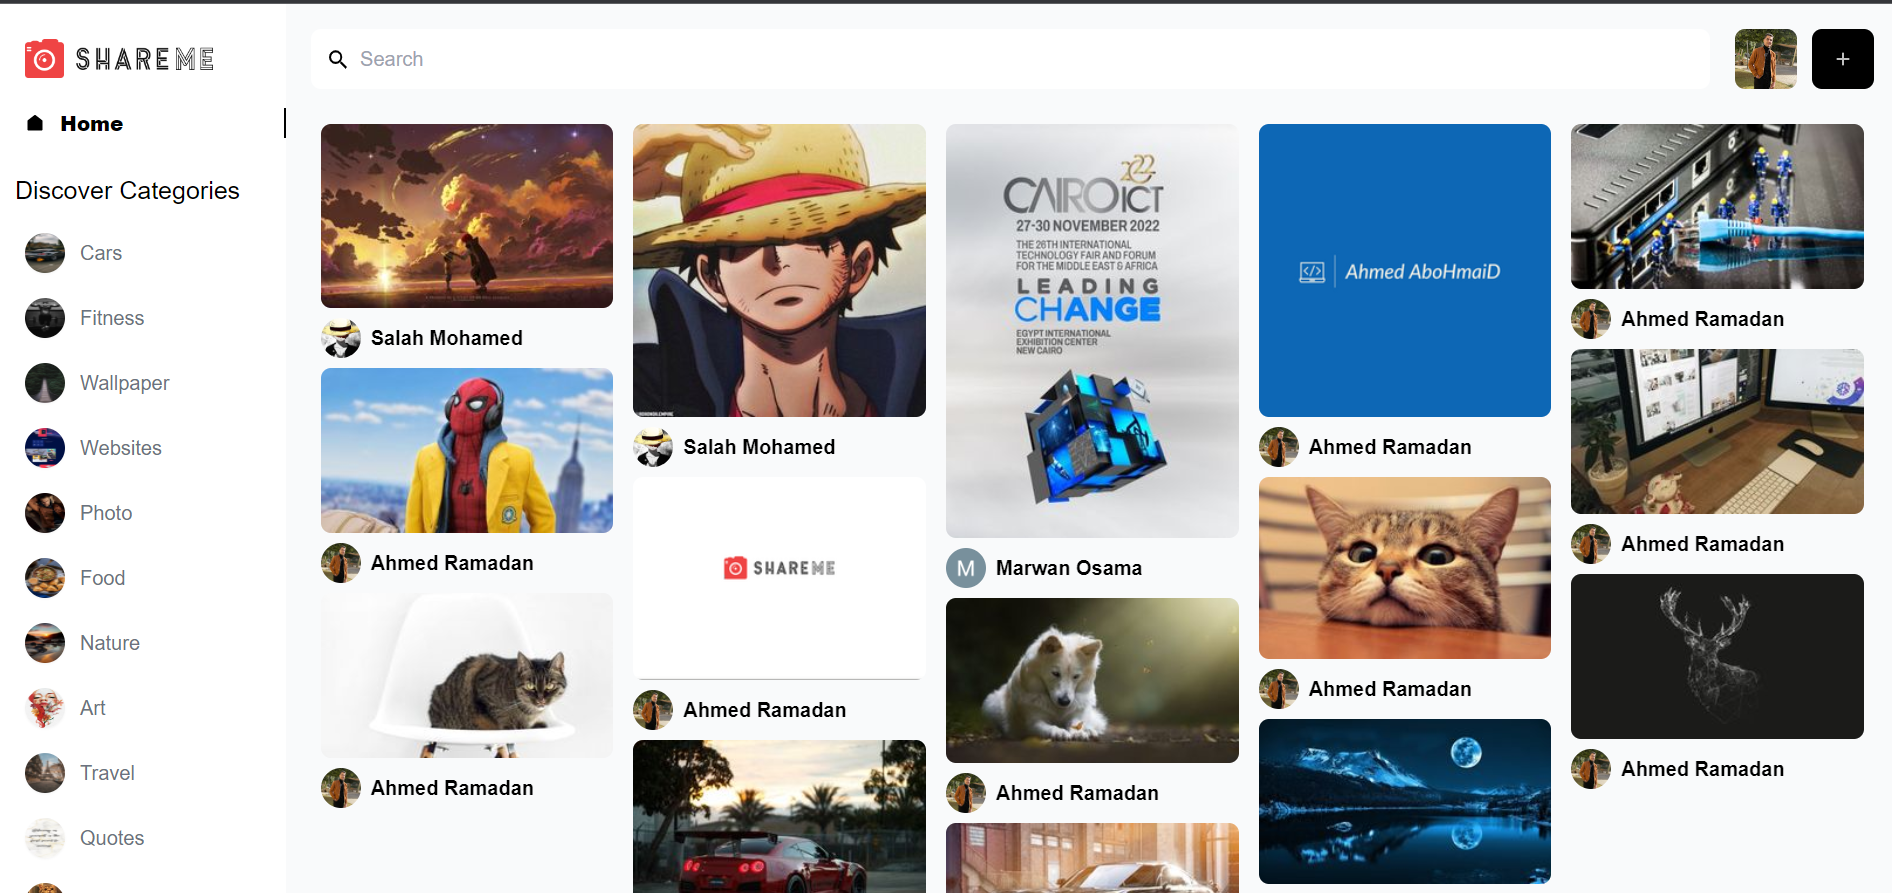 SHAREME
Search
+
Home
Discover Categories
Cars
Fitness
Wallpaper
Websites
Photo
Food
Nature
Art
Travel
Quotes
Salah Mohamed
Ahmed Ramadan
Ahmed Ramadan
Salah Mohamed
SHAREME
Ahmed Ramadan
2022
CAIRO ICT
27-30 NOVEMBER 2022
THE 26TH INTERNATIONAL
TECHNOLOGY FAIR AND FORUM
FOR THE MIDDLE EAST & AFRICA
LEADING
CHANGE
EGYPT INTERNATIONAL
EXHIBITION CENTER
NEW CAIRO
M Marwan Osama
Ahmed Ramadan
</> Ahmed AboHmaiD
Ahmed Ramadan
Ahmed Ramadan
Ahmed Ramadan
Ahmed Ramadan
Ahmed Ramadan